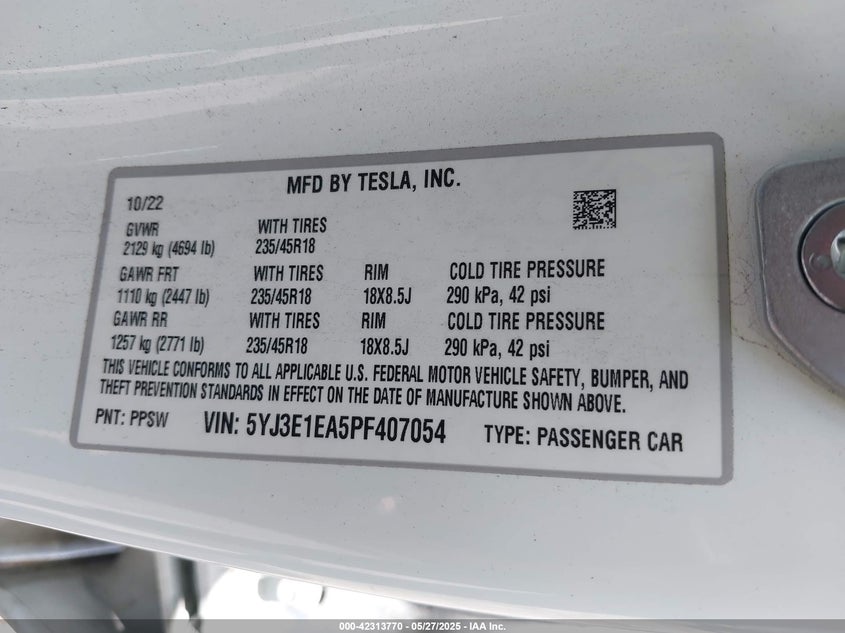 MFD BY TESLA, INC.
10/22
GVWR WITH TIRES
2129 kg (4694 lb) 235/45R18
GAWR FRT WITH TIRES RIM COLD TIRE PRESSURE
1110 kg (2447 lb) 235/45R18 18X8.5J 290 kPa, 42 psi
GAWR RR WITH TIRES RIM COLD TIRE PRESSURE
1257 kg (2771 lb) 235/45R18 18X8.5J 290 kPa, 42 psi
THIS VEHICLE CONFORMS TO ALL APPLICABLE U.S. FEDERAL MOTOR VEHICLE SAFETY, BUMPER, AND
THEFT PREVENTION STANDARDS IN EFFECT ON THE DATE OF MANUFACTURE SHOWN ABOVE.
PNT: PPSW VIN: 5YJ3E1EA5PF407054 TYPE: PASSENGER CAR
000-42313770 — 05/27/2025 — IAA Inc.